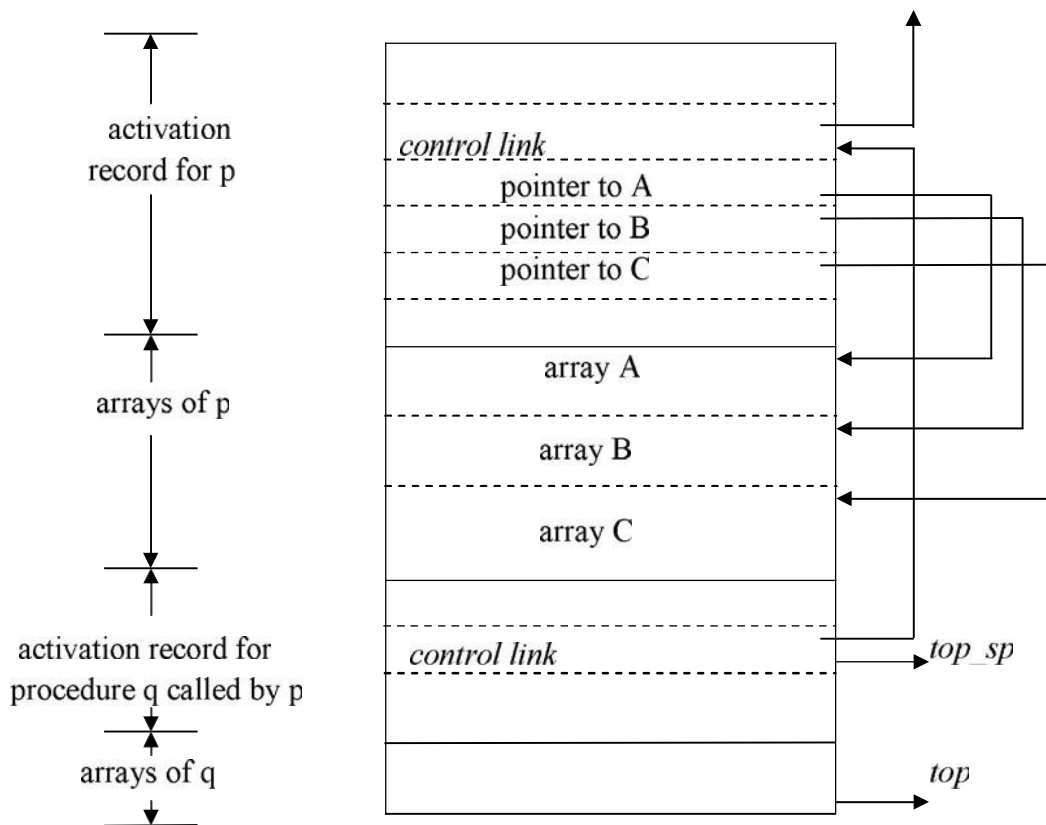 activation
record for p
control link
pointer to A
pointer to B
pointer to C
arrays of p
array A
array B
array C
activation record for
procedure q called by p
control link
top_sp
arrays of q
top